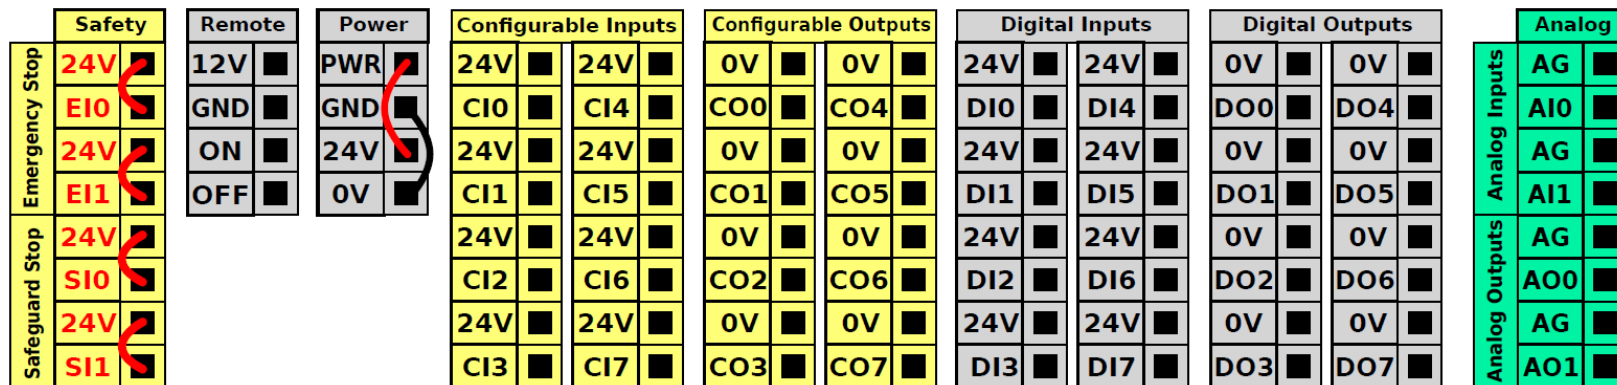 Safety Remote Power Configurable Inputs Configurable Outputs Digital Inputs Digital Outputs Analog
Emergency Stop
Safeguard Stop
Analog Inputs
Analog Outputs
24V 12V PWR 24V 24V 0V 0V 24V 24V 0V 0V AG
EI0 GND GND CI0 CI4 CO0 CO4 DI0 DI4 DO0 DO4 AI0
24V ON 24V 24V 24V 0V 0V 24V 24V 0V 0V AG
EI1 OFF 0V CI1 CI5 CO1 CO5 DI1 DI5 DO1 DO5 AI1
24V 24V 24V 0V 0V 24V 24V 0V 0V AG
SI0 CI2 CI6 CO2 CO6 DI2 DI6 DO2 DO6 AO0
24V 24V 24V 0V 0V 24V 24V 0V 0V AG
SI1 CI3 CI7 CO3 CO7 DI3 DI7 DO3 DO7 AO1